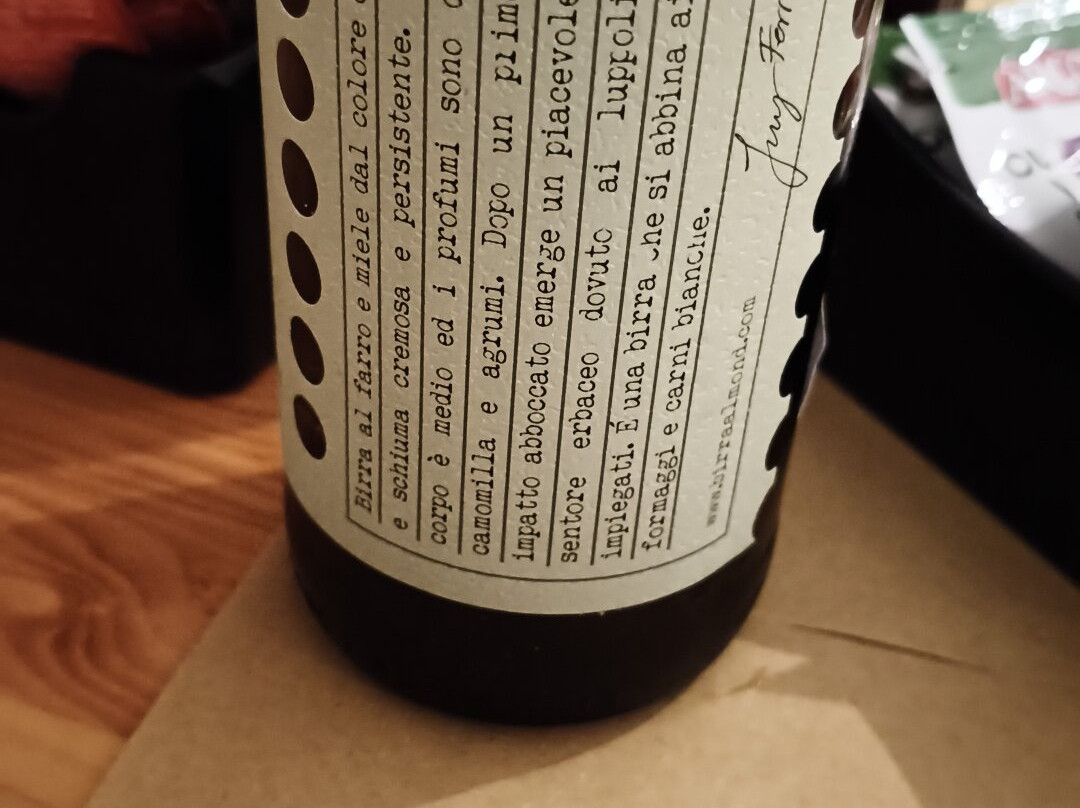 Birra al farro e miele dal colore
e schiuma cremosa e persistente.
corpo è medio ed i profumi sono
camomilla e agrumi. Dopo un
impatto abboccato emerge un piacevole
sentore erbaceo dovuto ai
impiegati. É una birra che si abbina
formaggi e carni bianche.
www.birraalmond.com